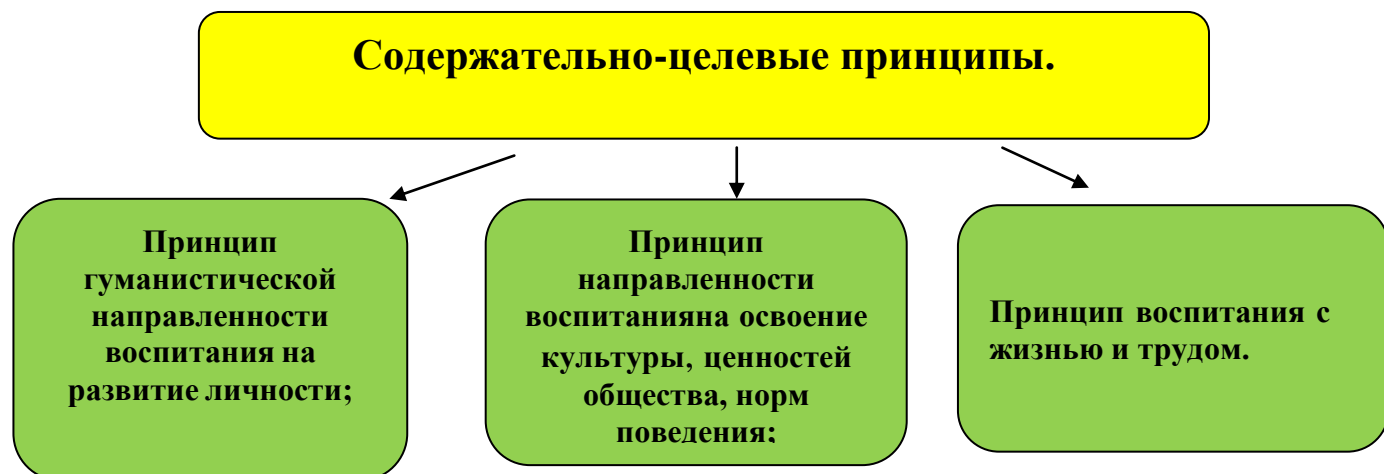 Содержательно-целевые принципы.
Принцип
гуманистической
направленности
воспитания на
развитие личности;
Принцип
направленности
воспитанияна освоение
культуры, ценностей
общества, норм
поведения;
Принцип воспитания с
жизнью и трудом.